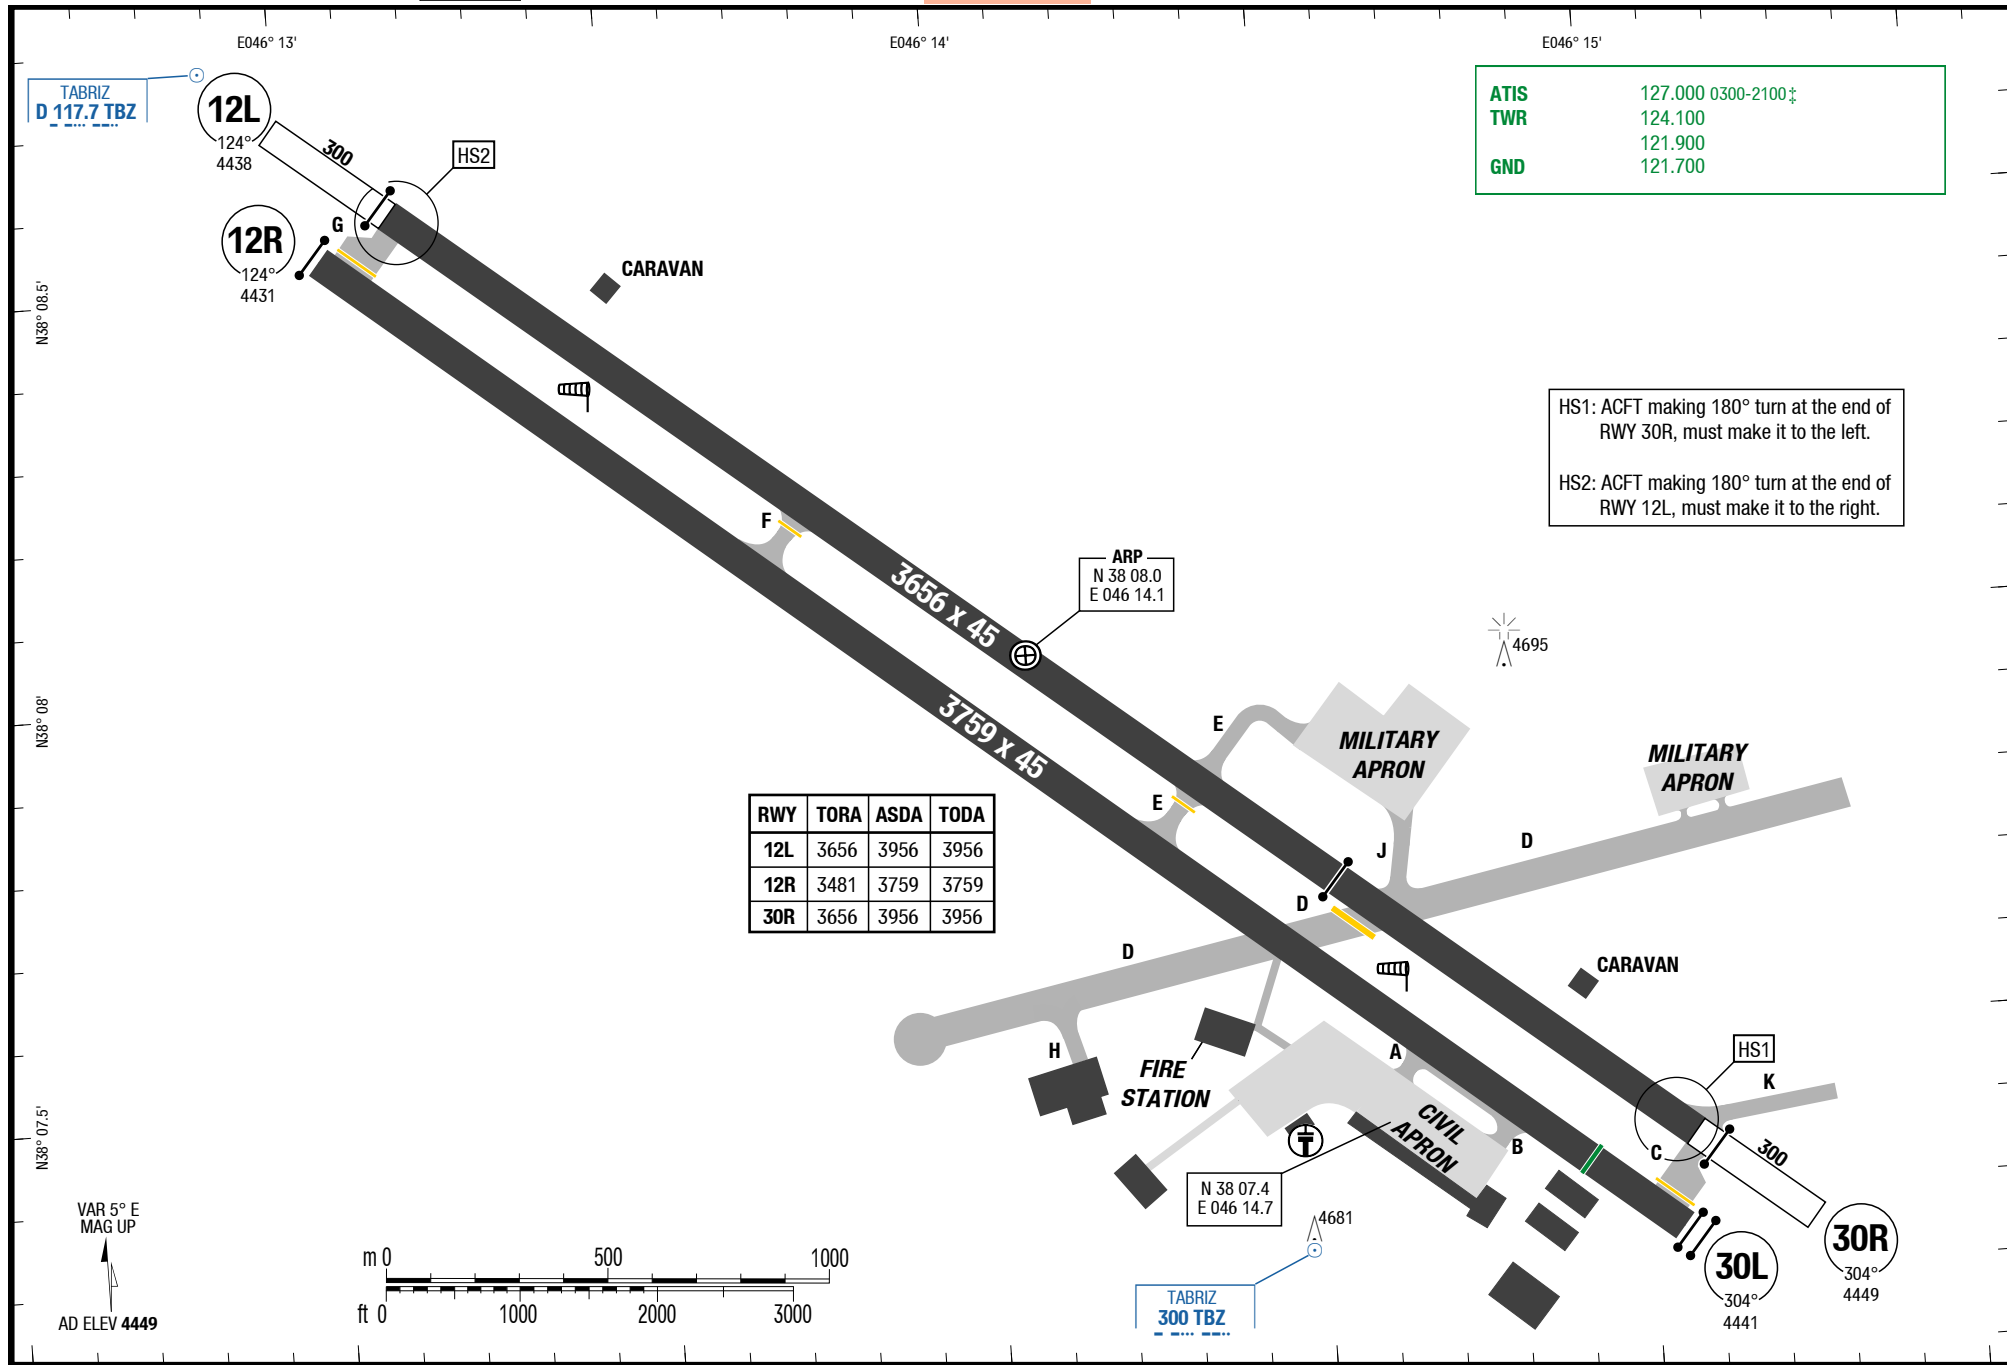 E046° 13'
E046° 14'
E046° 15'
TABRIZ
D 117.7 TBZ
12L
124°
4438
300
HS2
ATIS 127.000 0300-2100‡
TWR 124.100
121.900
GND 121.700
G
12R
124°
4431
CARAVAN
N38° 08.5'
HS1: ACFT making 180° turn at the end of
RWY 30R, must make it to the left.
HS2: ACFT making 180° turn at the end of
RWY 12L, must make it to the right.
F
ARP
N 38 08.0
E 046 14.1
3656 x 45
4695
N38° 08'
3759 x 45
E
MILITARY
APRON
MILITARY
APRON
E
RWY TORA ASDA TODA
12L 3656 3956 3956
12R 3481 3759 3759
30R 3656 3956 3956
J
D
D
D
CARAVAN
H
FIRE
STATION
A
HS1
K
CIVIL
APRON
B
C
300
N38° 07.5'
N 38 07.4
E 046 14.7
4681
VAR 5° E
MAG UP
AD ELEV 4449
m 0 500 1000
ft 0 1000 2000 3000
TABRIZ
300 TBZ
30L
304°
4441
30R
304°
4449